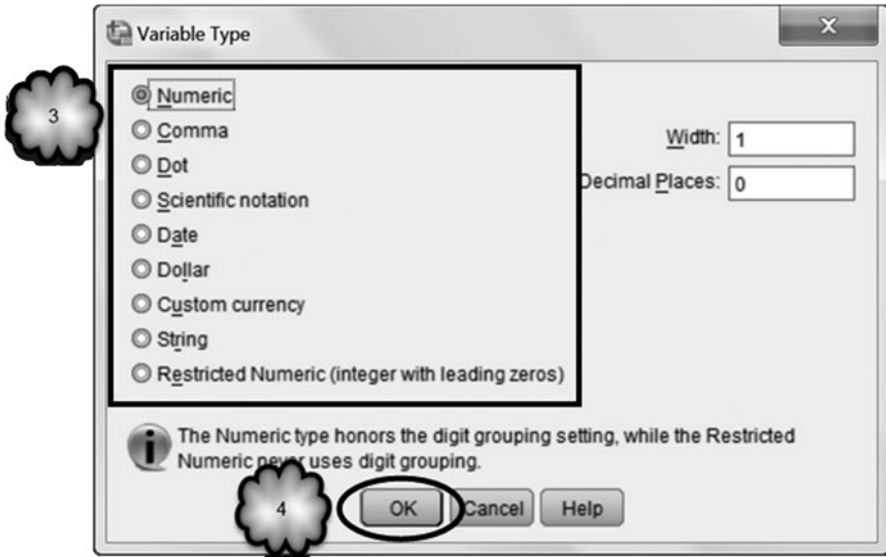 Variable Type
3
Numeric
Comma
Dot
Scientific notation
Date
Dollar
Custom currency
String
Restricted Numeric (integer with leading zeros)
Width: 1
Decimal Places: 0
The Numeric type honors the digit grouping setting, while the Restricted
Numeric never uses digit grouping.
4
OK
Cancel
Help